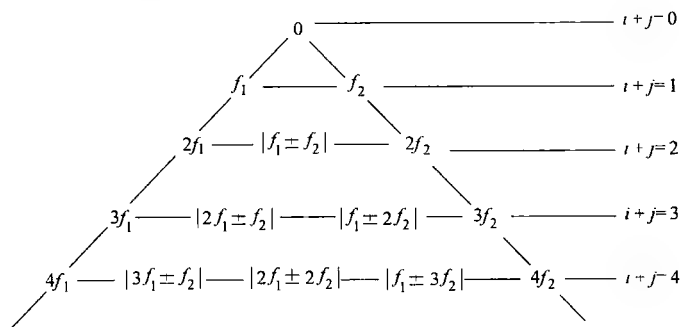 0 i + j = 0
f₁ f₂ i + j = 1
2f₁ |f₁ ± f₂| 2f₂ i + j = 2
3f₁ |2f₁ ± f₂| |f₁ ± 2f₂| 3f₂ i + j = 3
4f₁ |3f₁ ± f₂| |2f₁ ± 2f₂| |f₁ ± 3f₂| 4f₂ i + j = 4